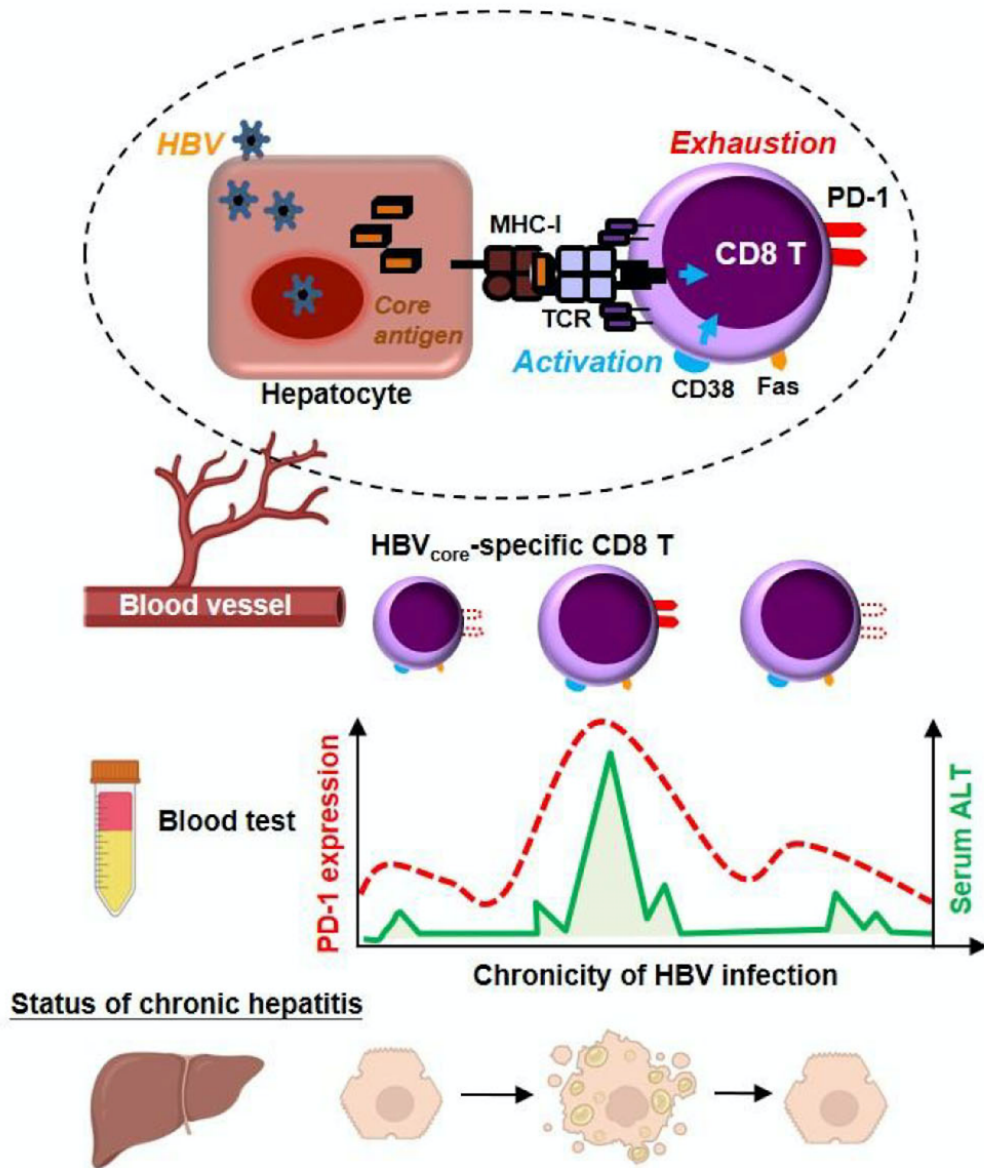 HBV
Exhaustion
PD-1
MHC-I
CD8 T
Core
antigen
TCR
Activation
CD38
Fas
Hepatocyte
HBVcore-specific CD8 T
Blood vessel
Blood test
PD-1 expression
Serum ALT
Chronicity of HBV infection
Status of chronic hepatitis